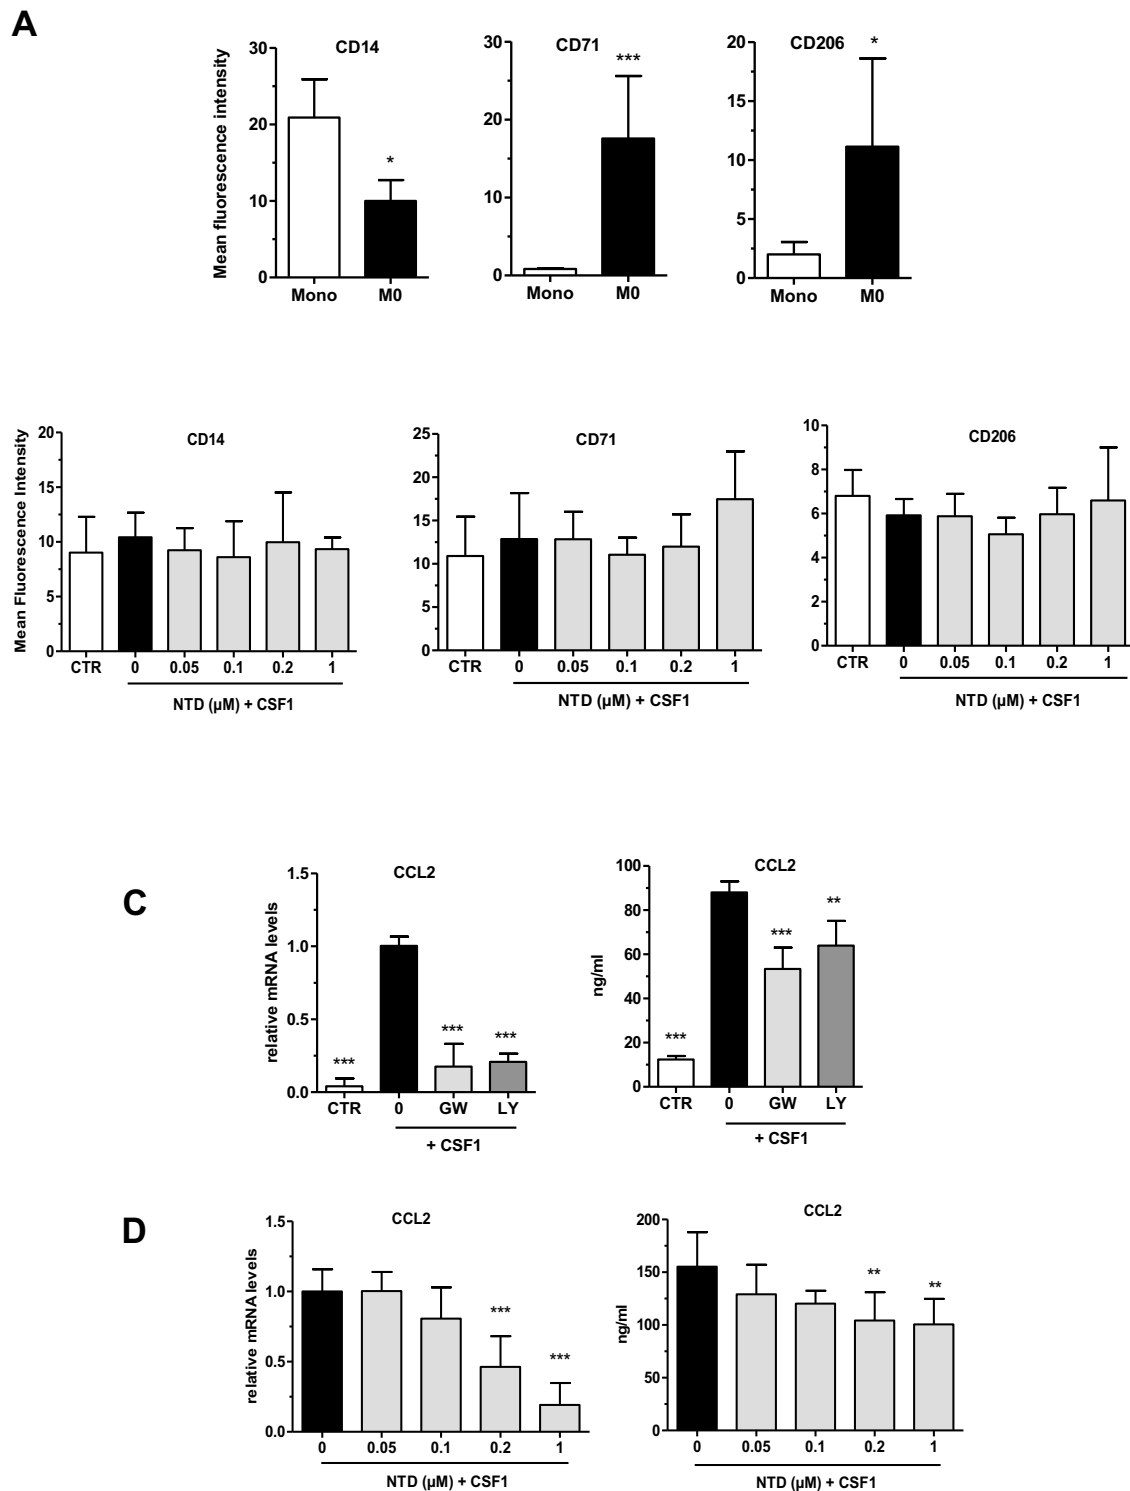 A
CD14
CD71
CD206
Mean fluorescence intensity
30
20
10
0
*
Mono M0
30
20
10
0
***
Mono M0
20
15
10
5
0
*
Mono M0
CD14
CD71
CD206
Mean Fluorescence Intensity
20
15
10
5
0
CTR 0 0.05 0.1 0.2 1
NTD (µM) + CSF1
25
20
15
10
5
0
CTR 0 0.05 0.1 0.2 1
NTD (µM) + CSF1
10
8
6
4
2
0
CTR 0 0.05 0.1 0.2 1
NTD (µM) + CSF1
C
CCL2
relative mRNA levels
1.5
1.0
0.5
0.0
*** *** ***
CTR 0 GW LY
+ CSF1
CCL2
ng/ml
100
80
60
40
20
0
*** *** **
CTR 0 GW LY
+ CSF1
D
CCL2
relative mRNA levels
1.5
1.0
0.5
0.0
*** ***
0 0.05 0.1 0.2 1
NTD (µM) + CSF1
CCL2
ng/ml
200
150
100
50
0
** **
0 0.05 0.1 0.2 1
NTD (µM) + CSF1